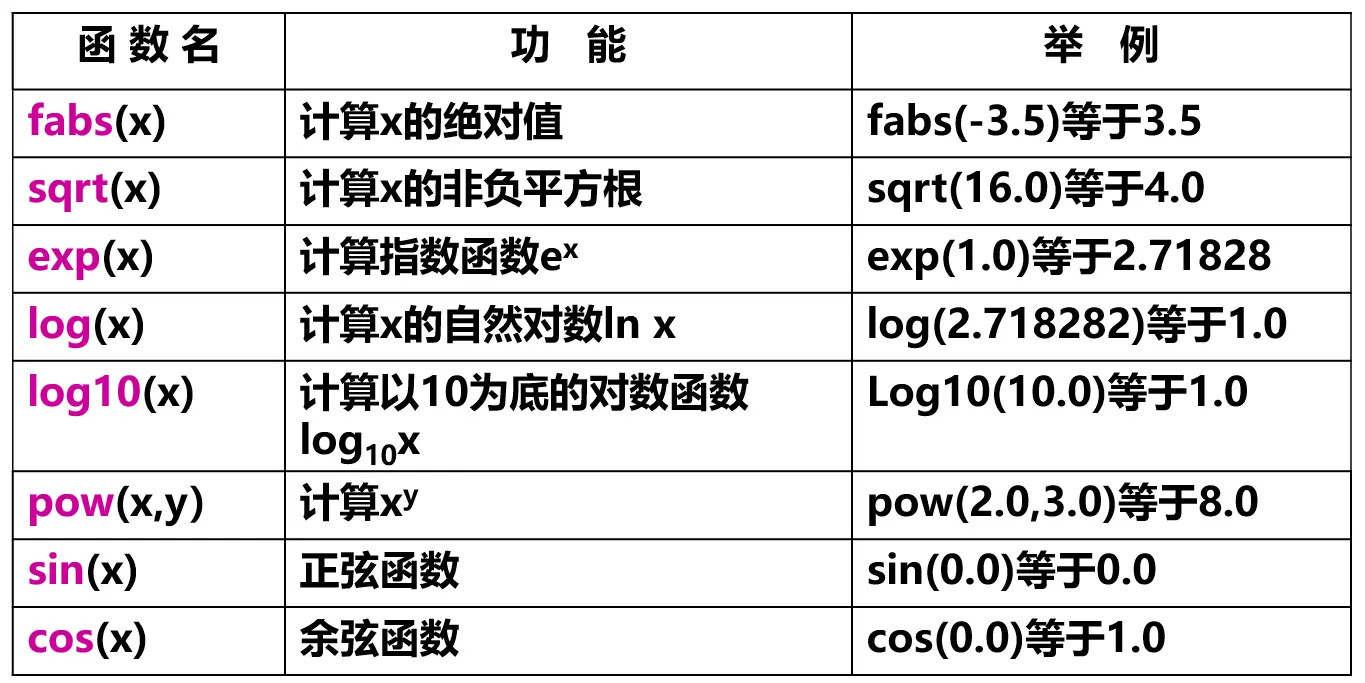 函 数 名 功 能 举 例
fabs(x) 计算x的绝对值 fabs(-3.5)等于3.5
sqrt(x) 计算x的非负平方根 sqrt(16.0)等于4.0
exp(x) 计算指数函数eˣ exp(1.0)等于2.71828
log(x) 计算x的自然对数ln x log(2.718282)等于1.0
log10(x) 计算以10为底的对数函数 Log10(10.0)等于1.0
log₁₀x
pow(x,y) 计算xʸ pow(2.0,3.0)等于8.0
sin(x) 正弦函数 sin(0.0)等于0.0
cos(x) 余弦函数 cos(0.0)等于1.0